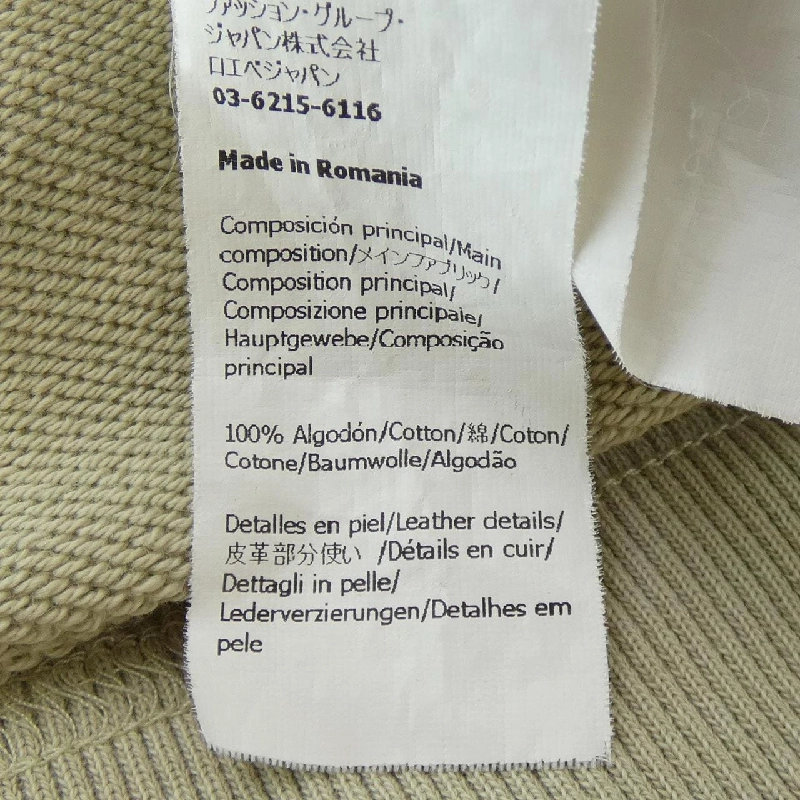 ファッション・グループ・
ジャパン株式会社
ロエベジャパン
03-6215-6116
Made in Romania
Composición principal/Main
composition/メインファブリック/
Composition principal/
Composizione principale/
Hauptgewebe/Composição
principal
100% Algodón/Cotton/綿/Coton/
Cotone/Baumwolle/Algodão
Detalles en piel/Leather details/
皮革部分使い /Détails en cuir/
Dettagli in pelle/
Lederverzierungen/Detalhes em
pele